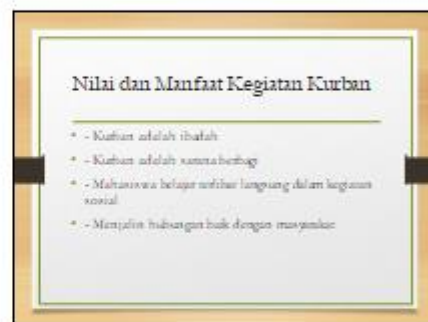 Nilai dan Manfaat Kegiatan Kurban
- Kurban adalah ibadah
- Kurban adalah sarana berbagi
- Mahasiswa belajar terlibat langsung dalam kegiatan
sosial
- Menjalin hubungan baik dengan masyarakat